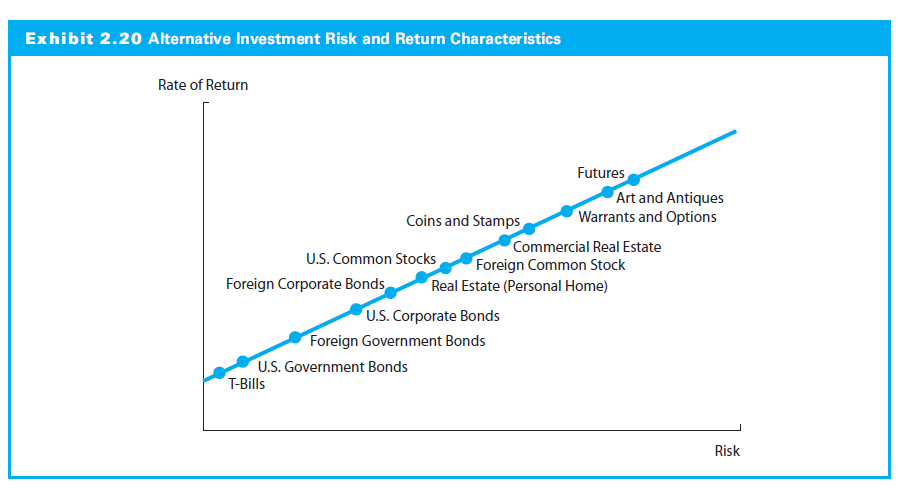 Exhibit 2.20 Alternative Investment Risk and Return Characteristics
Rate of Return
Futures
Art and Antiques
Warrants and Options
Coins and Stamps
Commercial Real Estate
U.S. Common Stocks
Foreign Common Stock
Foreign Corporate Bonds
Real Estate (Personal Home)
U.S. Corporate Bonds
Foreign Government Bonds
U.S. Government Bonds
T-Bills
Risk